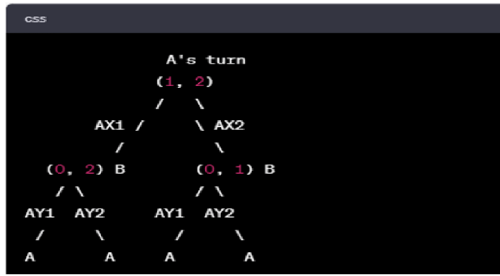 css
A's turn
(1, 2)
/ \
AX1 / \ AX2
/ \
(0, 2) B (0, 1) B
/ \ / \
AY1 AY2 AY1 AY2
/ \ / \
A A A A